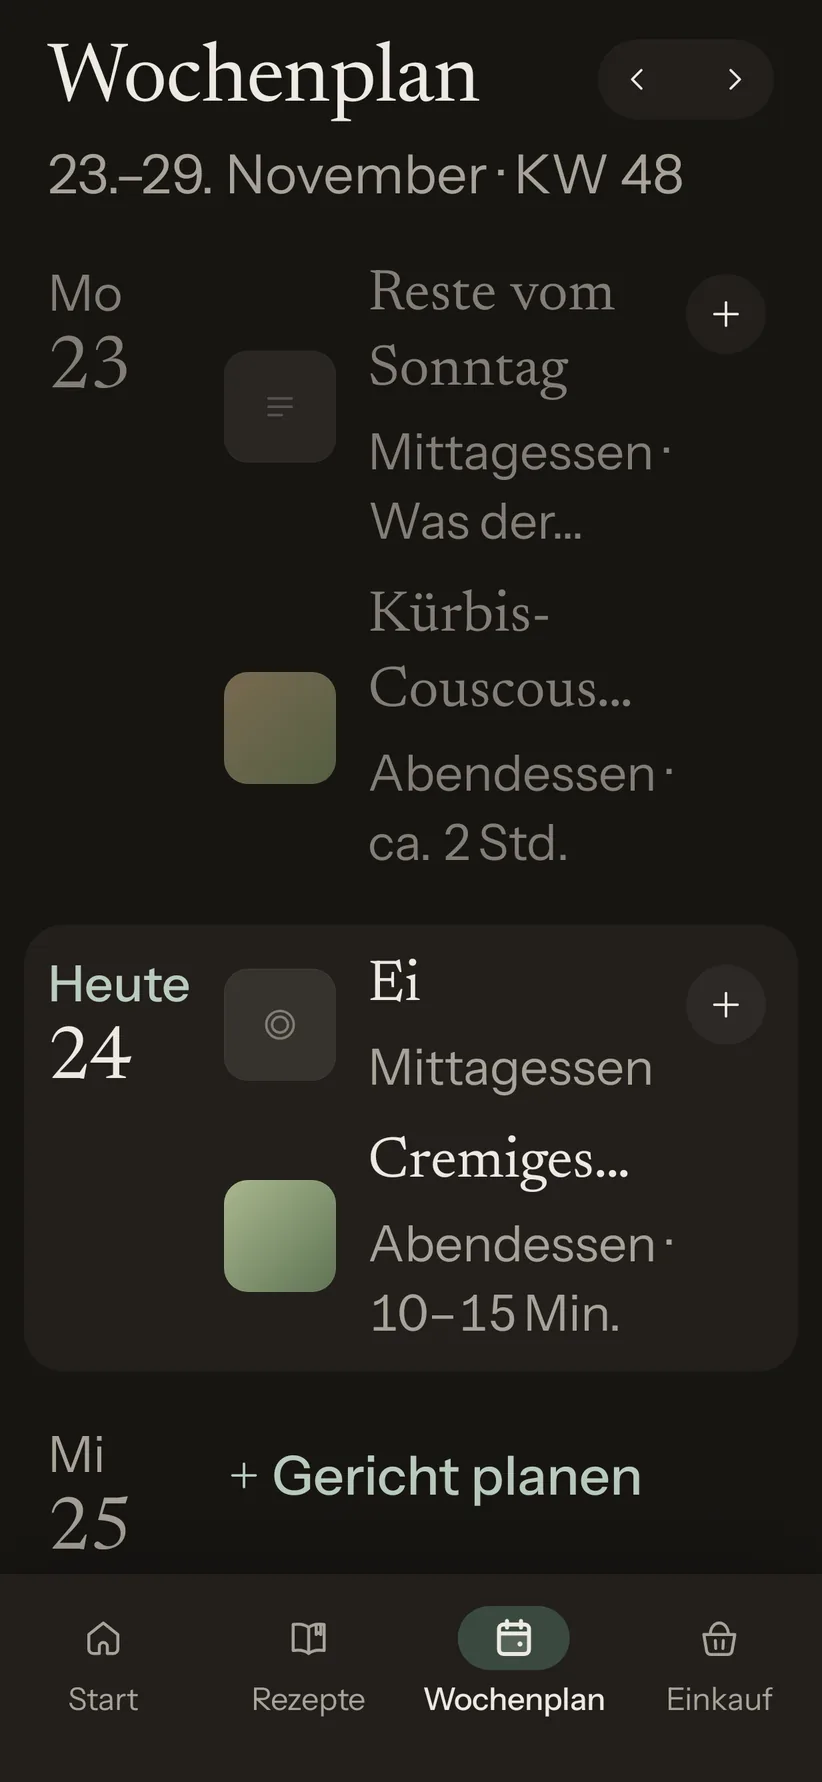 Wochenplan
23.–29. November · KW 48
Mo
23
Reste vom
Sonntag
Mittagessen ·
Was der…
Kürbis-
Couscous…
Abendessen ·
ca. 2 Std.
Heute
24
Ei
Mittagessen
Cremiges…
Abendessen ·
10–15 Min.
Mi
25
+ Gericht planen
Start
Rezepte
Wochenplan
Einkauf